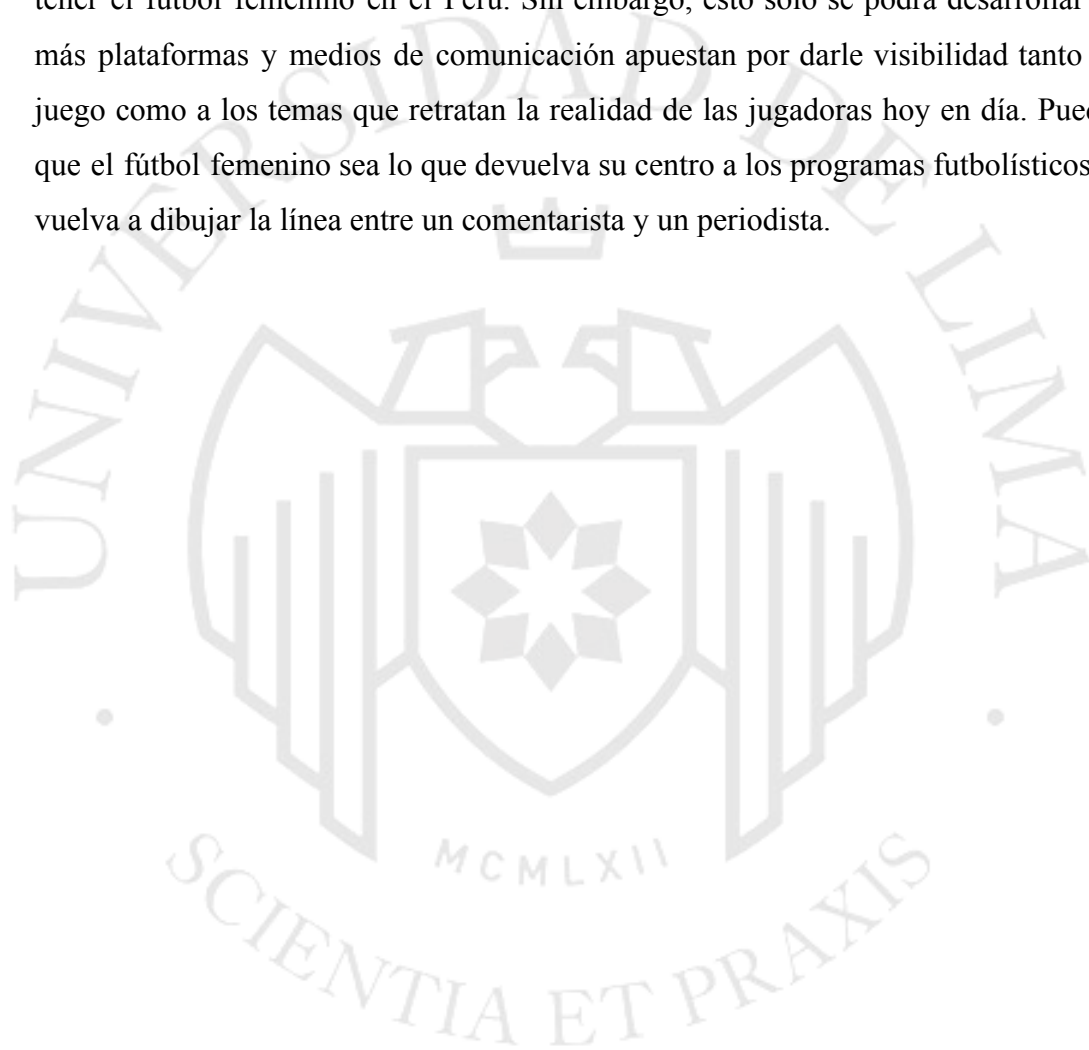 tener el fútbol femenino en el Perú. Sin embargo, esto solo se podrá desarrollar
más plataformas y medios de comunicación apuestan por darle visibilidad tanto
juego como a los temas que retratan la realidad de las jugadoras hoy en día.
que el fútbol femenino sea lo que devuelva su centro a los programas futbolísticos
vuelva a dibujar la línea entre un comentarista y un periodista.
UNIVERSIDAD DE LIMA
MCMLXII
SCIENTIA ET PRAXIS